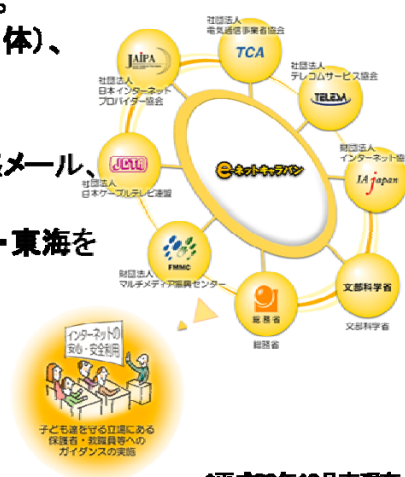 体）、
メール、
・東海を
社団法人
電気通信事業者協会
TCA
社団法人
テレコムサービス協会
TELESA
財団法人
インターネット協
IAjapan
文部科学省
文部科学省
総務省
総務省
FMMC
財団法人
マルチメディア振興センター
JCTA
社団法人
日本ケーブルテレビ連盟
JAIPA
社団法人
日本インターネット
プロバイダー協会
e-ネットキャラバン
インターネットの
安心・安全利用
子ども達を守る立場にある
保護者・教職員等への
ガイダンスの実施